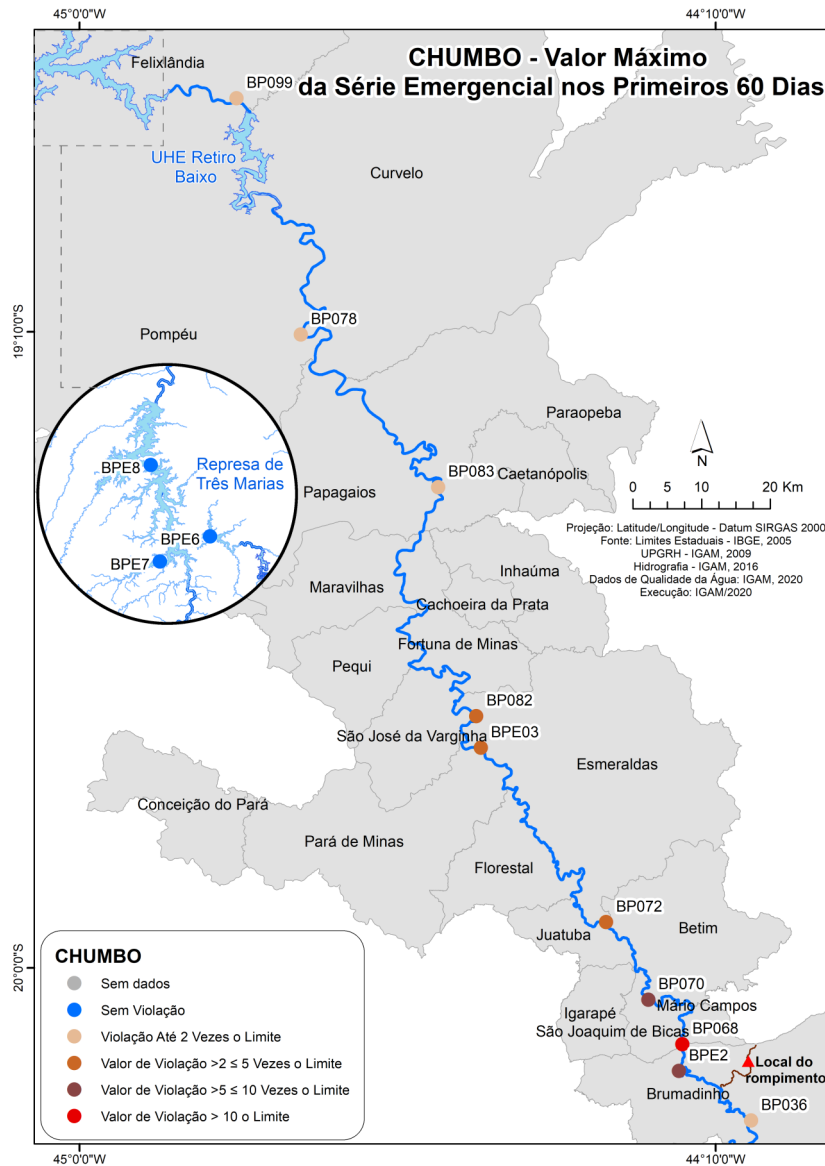 45°0'0"W
44°10'0"W
CHUMBO - Valor Máximo
da Série Emergencial nos Primeiros 60 Dias
Felixlândia
BP099
UHE Retiro
Baixo
Curvelo
19°10'0"S
BP078
Pompéu
Paraopeba
BPE8
Represa de
Três Marias
BP083
Caetanópolis
N
Papagaios
0 5 10 20 Km
BPE6
BPE7
Projeção: Latitude/Longitude - Datum SIRGAS 2000
Fonte: Limites Estaduais - IBGE, 2005
UPGRH - IGAM, 2009
Hidrografia - IGAM, 2016
Dados de Qualidade da Água: IGAM, 2020
Execução: IGAM/2020
Inhaúma
Maravilhas
Cachoeira da Prata
Fortuna de Minas
Pequi
BP082
São José da Varginha
BPE03
Esmeraldas
Conceição do Pará
Pará de Minas
Florestal
BP072
Juatuba
Betim
20°0'0"S
BP070
Mário Campos
Igarapé
São Joaquim de Bicas
BP068
BPE2
Local do
rompimento
Brumadinho
BP036
CHUMBO
Sem dados
Sem Violação
Violação Até 2 Vezes o Limite
Valor de Violação >2 ≤ 5 Vezes o Limite
Valor de Violação >5 ≤ 10 Vezes o Limite
Valor de Violação > 10 o Limite
45°0'0"W
44°10'0"W